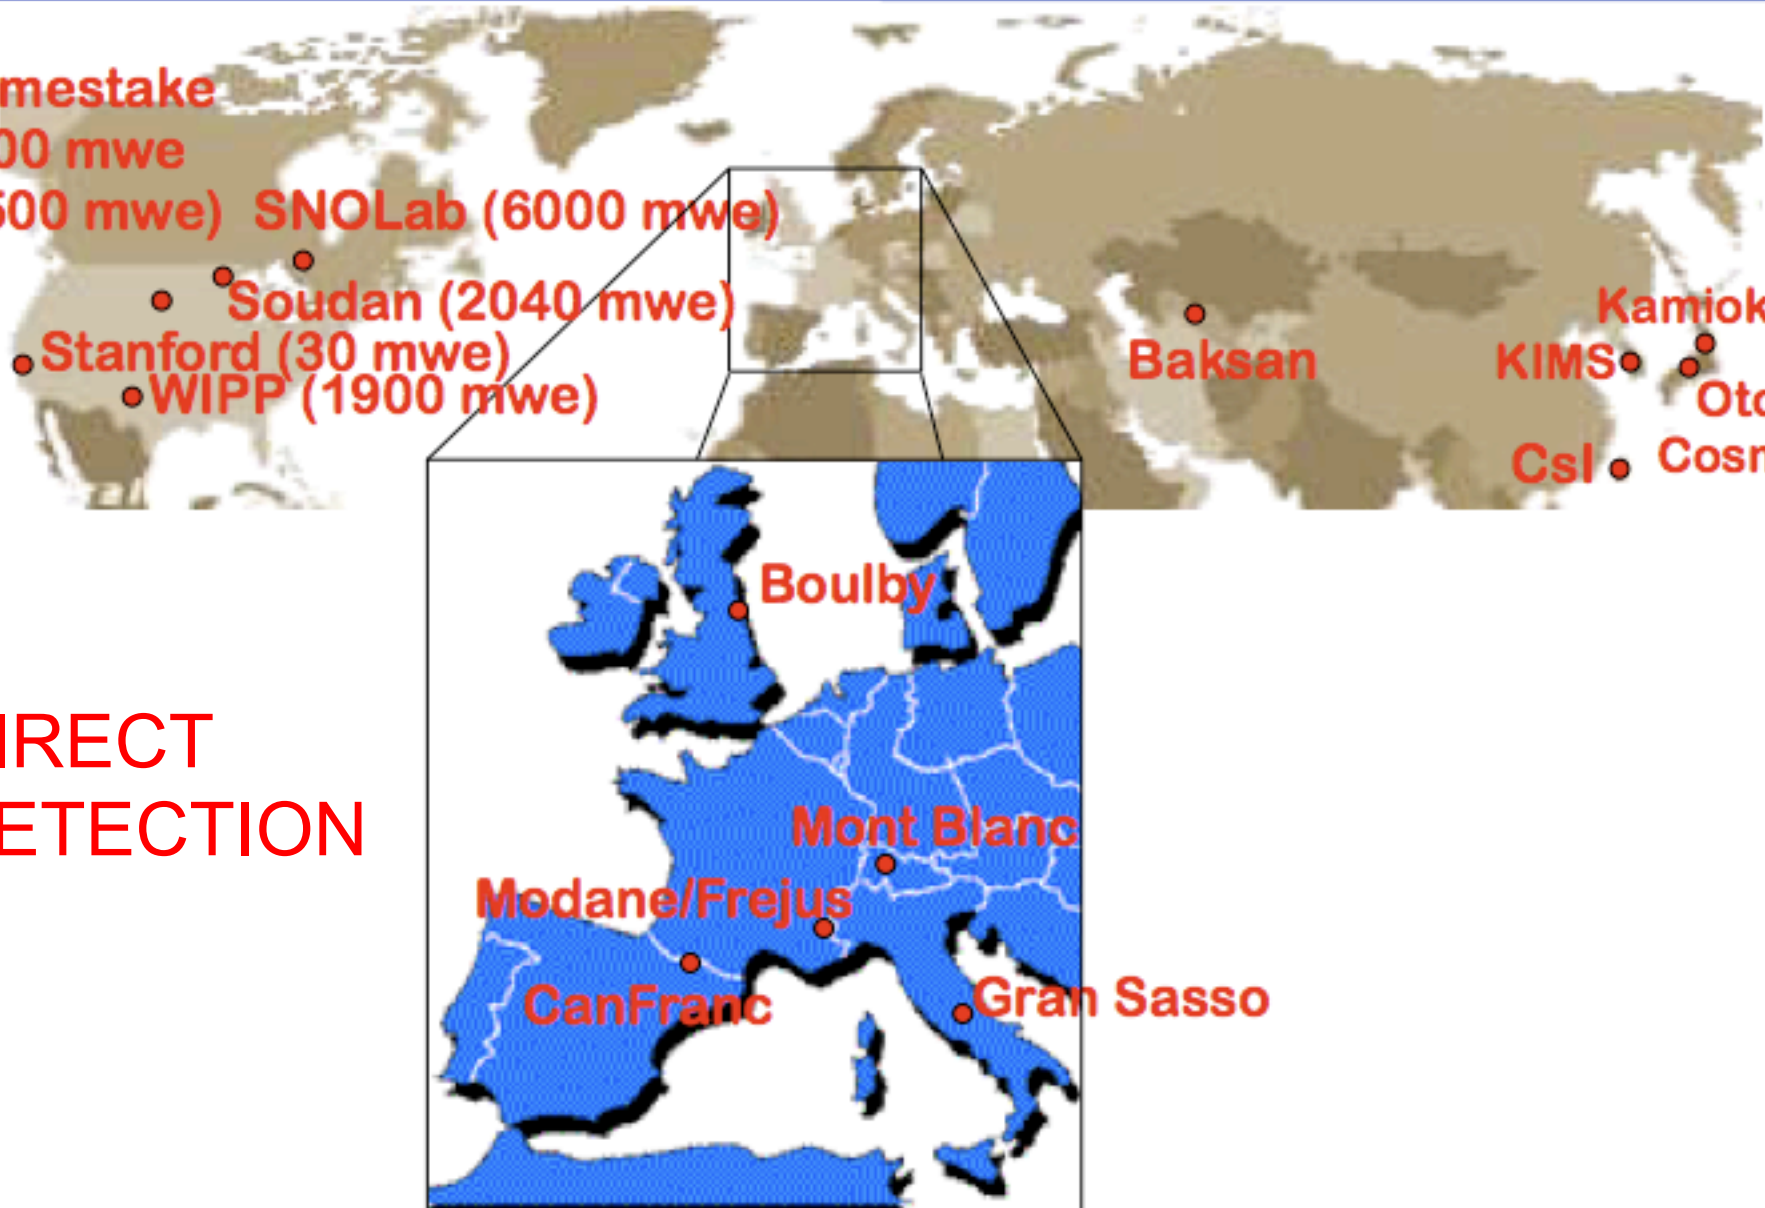 mestake
00 mwe
500 mwe) SNOLab (6000 mwe)
Soudan (2040 mwe)
Stanford (30 mwe)
WIPP (1900 mwe)
Baksan
Kamiok
KIMS
Oto
CsI
Cosm
Boulby
IRECT
ETECTION
Mont Blanc
Modane/Frejus
CanFranc
Gran Sasso